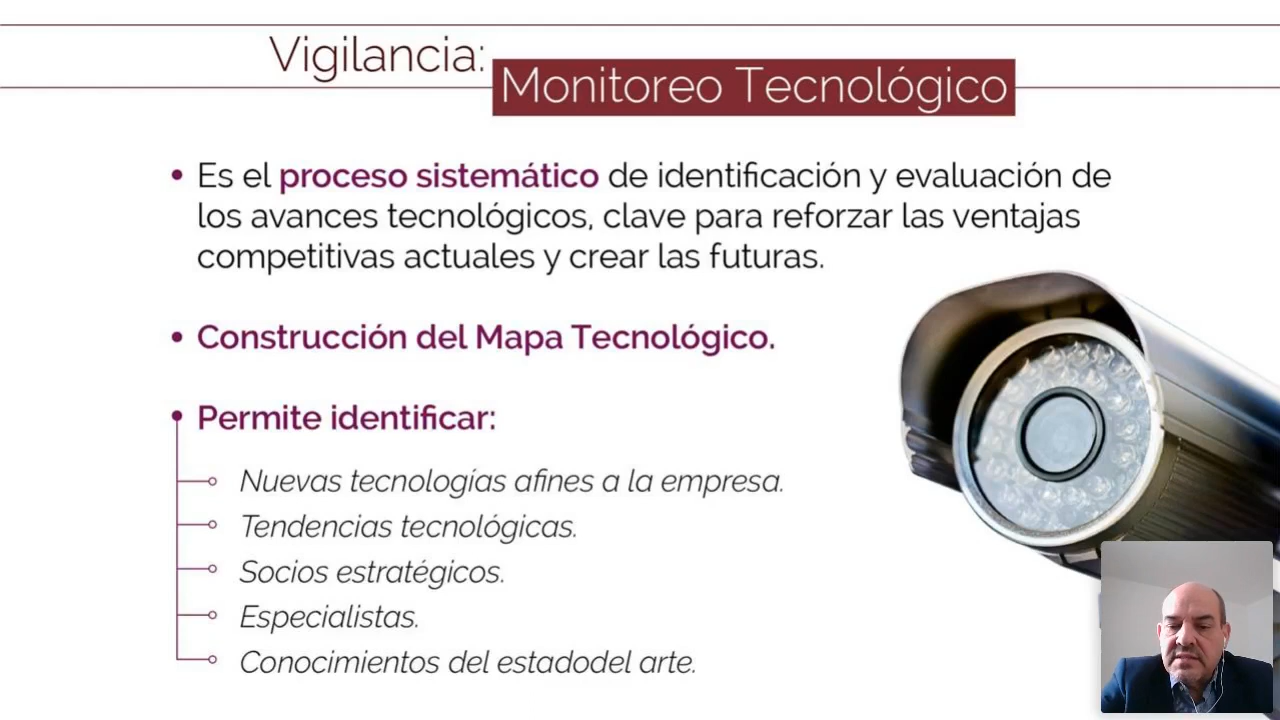 Vigilancia:
Monitoreo Tecnológico
• Es el proceso sistemático de identificación y evaluación de
los avances tecnológicos, clave para reforzar las ventajas
competitivas actuales y crear las futuras.
• Construcción del Mapa Tecnológico.
• Permite identificar:
Nuevas tecnologías afines a la empresa.
Tendencias tecnológicas.
Socios estratégicos.
Especialistas.
Conocimientos del estadodel arte.